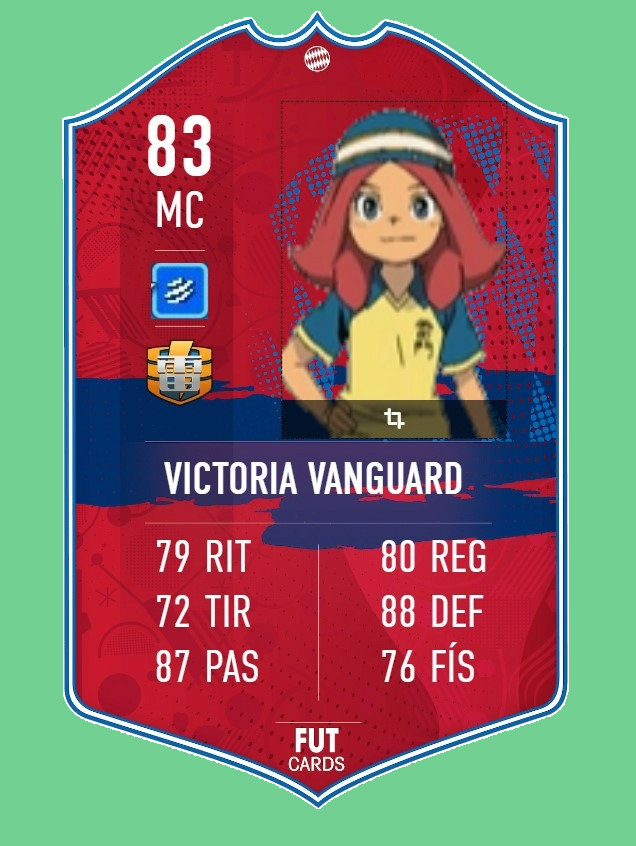 83
MC
VICTORIA VANGUARD
79 RIT
80 REG
72 TIR
88 DEF
87 PAS
76 FÍS
FUT
CARDS